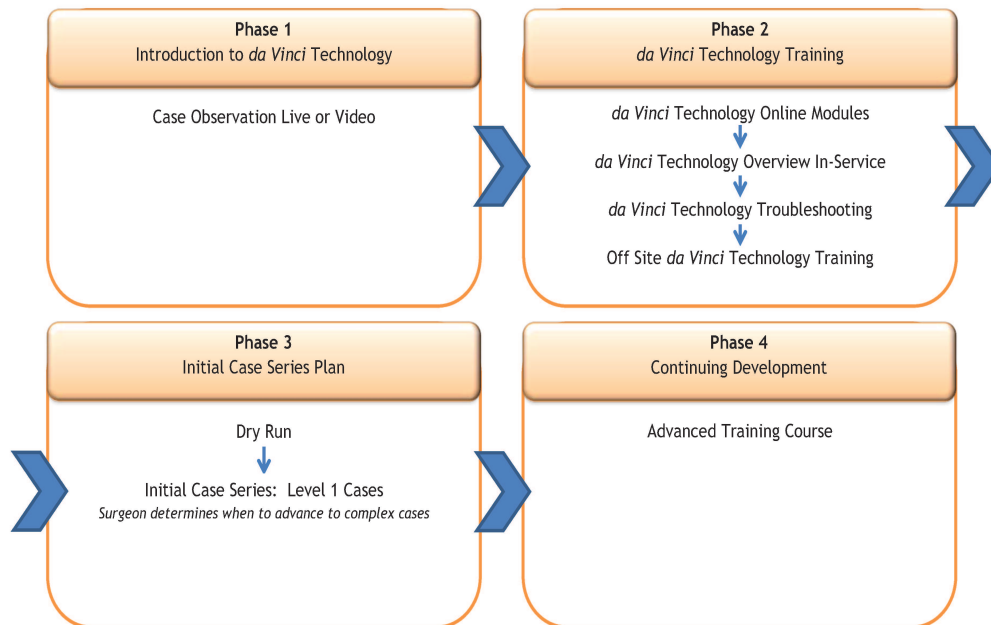 Phase 1
Introduction to da Vinci Technology
Case Observation Live or Video
Phase 2
da Vinci Technology Training
da Vinci Technology Online Modules
da Vinci Technology Overview In-Service
da Vinci Technology Troubleshooting
Off Site da Vinci Technology Training
Phase 3
Initial Case Series Plan
Dry Run
Initial Case Series: Level 1 Cases
Surgeon determines when to advance to complex cases
Phase 4
Continuing Development
Advanced Training Course